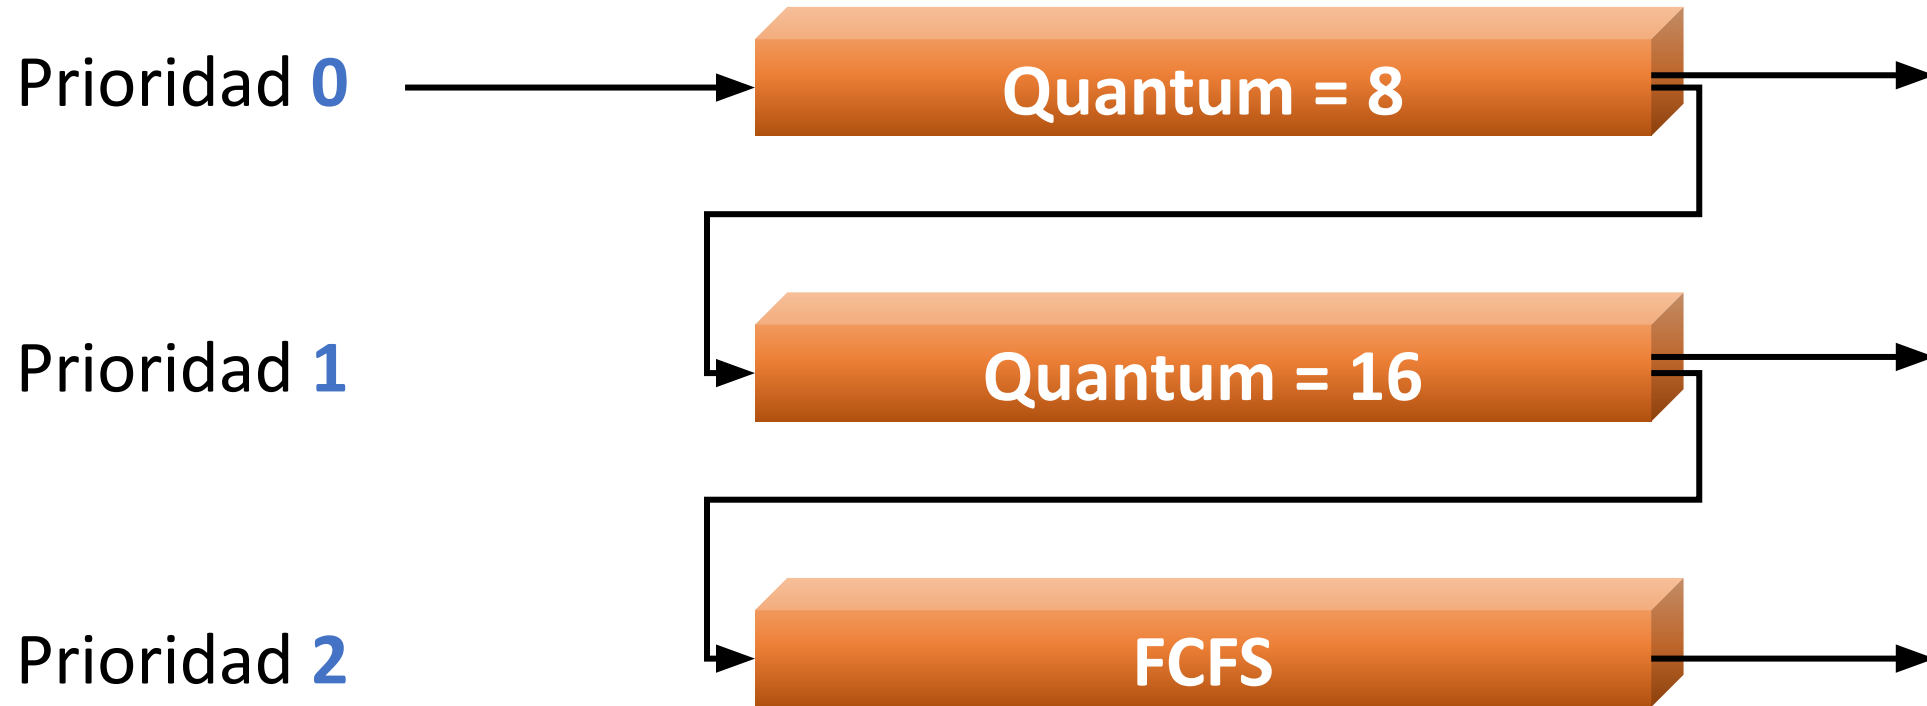 Prioridad 0
Quantum = 8
Prioridad 1
Quantum = 16
Prioridad 2
FCFS